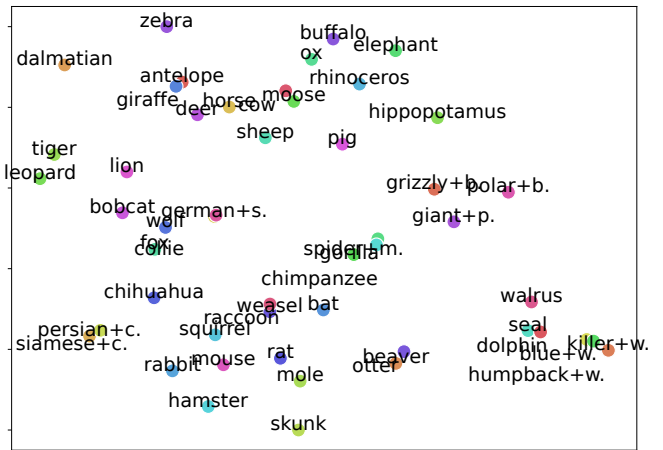 zebra
buffalo
ox
elephant
dalmatian
antelope
rhinoceros
giraffe
horse
cow
moose
deer
hippopotamus
sheep
pig
tiger
lion
leopard
grizzly+b.
polar+b.
bobcat
german+s.
giant+p.
wolf
fox
collie
spider+m.
gorilla
chimpanzee
chihuahua
walrus
weasel
bat
raccoon
persian+c.
squirrel
seal
siamese+c.
dolphin
killer+w.
blue+w.
rabbit
mouse
rat
beaver
otter
humpback+w.
mole
hamster
skunk